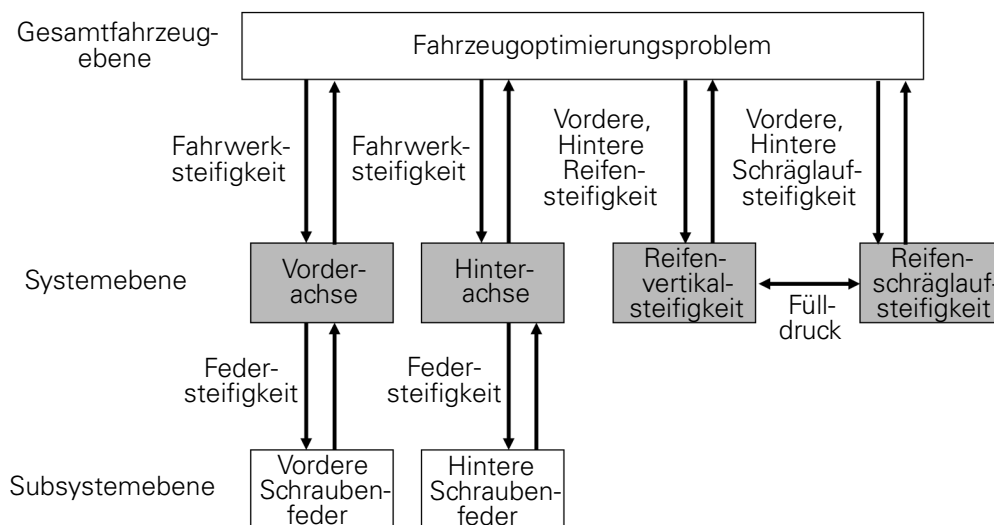 Gesamtfahrzeug-
ebene
Fahrzeugoptimierungsproblem
Fahrwerk-
steifigkeit
Fahrwerk-
steifigkeit
Vordere,
Hintere
Reifen-
steifigkeit
Vordere,
Hintere
Schräglauf-
steifigkeit
Systemebene
Vorder-
achse
Hinter-
achse
Reifen-
vertikal-
steifigkeit
Füll-
druck
Reifen-
schräglauf-
steifigkeit
Feder-
steifigkeit
Feder-
steifigkeit
Subsystemebene
Vordere
Schrauben-
feder
Hintere
Schrauben-
feder